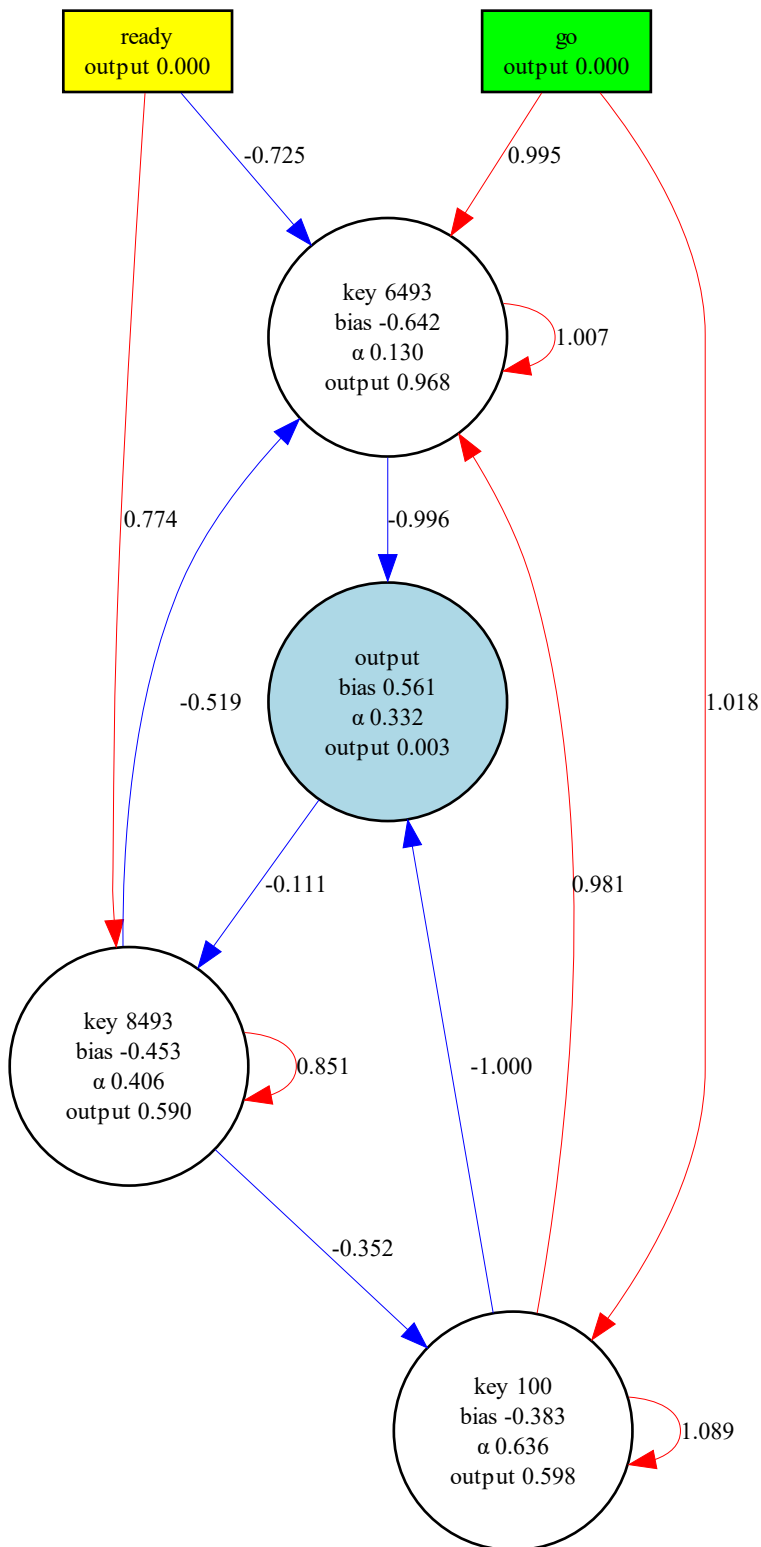 ready
output 0.000
go
output 0.000
-0.725
0.995
key 6493
bias -0.642
α 0.130
output 0.968
1.007
0.774
-0.996
output
bias 0.561
α 0.332
output 0.003
-0.519
1.018
-0.111
0.981
key 8493
bias -0.453
α 0.406
output 0.590
0.851
-1.000
-0.352
key 100
bias -0.383
α 0.636
output 0.598
1.089